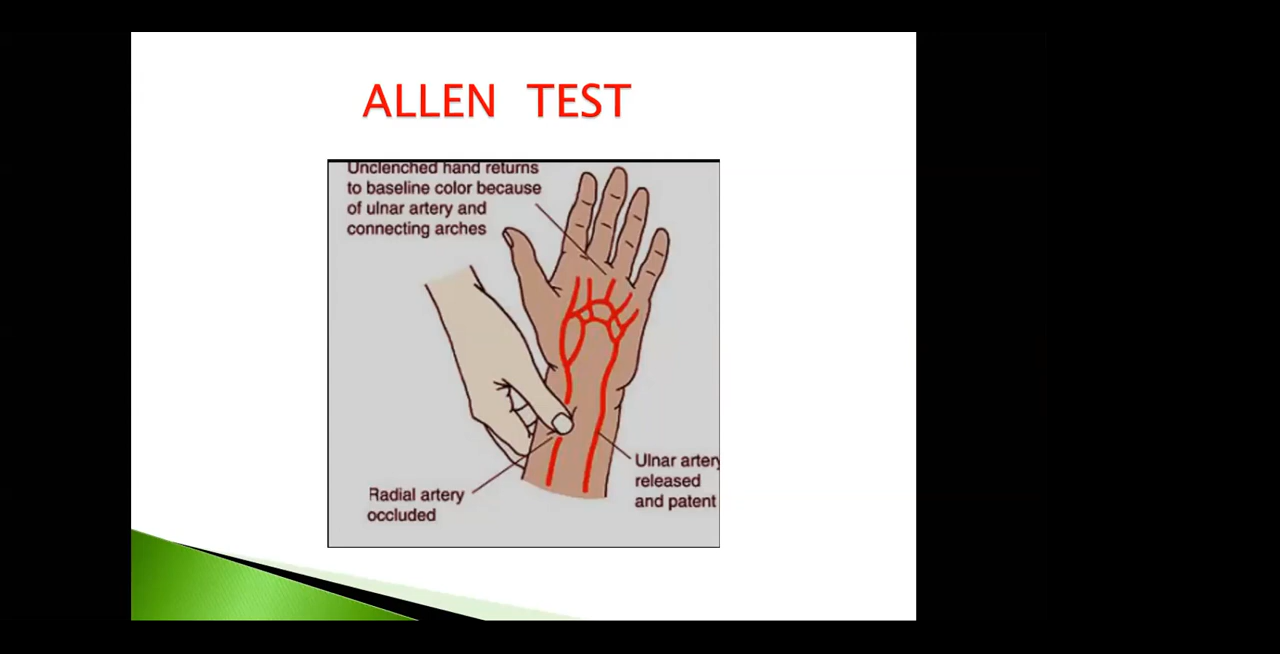 ALLEN TEST
Unclenched hand returns
to baseline color because
of ulnar artery and
connecting arches
Ulnar artery
released
and patent
Radial artery
occluded